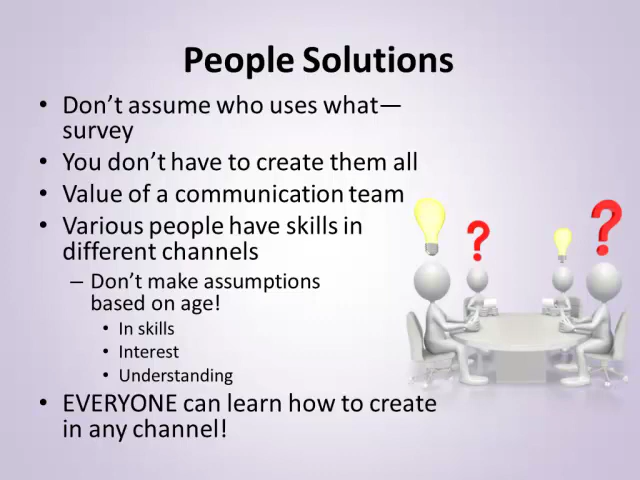 People Solutions
• Don’t assume who uses what—
survey
• You don’t have to create them all
• Value of a communication team
• Various people have skills in
different channels
– Don’t make assumptions
based on age!
• In skills
• Interest
• Understanding
• EVERYONE can learn how to create
in any channel!
? ?